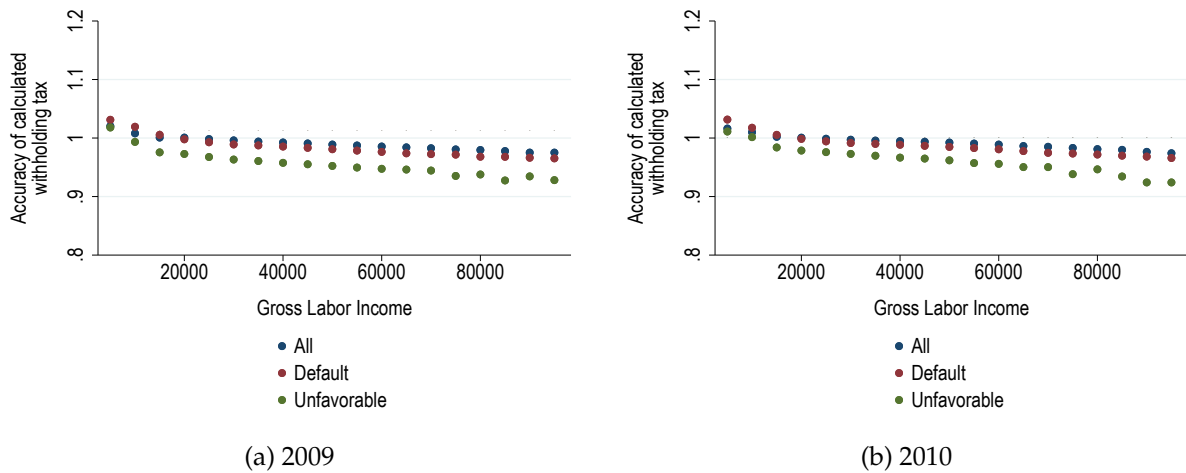 Accuracy of calculated
withholding tax
1.2
1.1
1
.9
.8
20000 40000 60000 80000
Gross Labor Income
All
Default
Unfavorable
(a) 2009
Accuracy of calculated
withholding tax
1.2
1.1
1
.9
.8
20000 40000 60000 80000
Gross Labor Income
All
Default
Unfavorable
(b) 2010